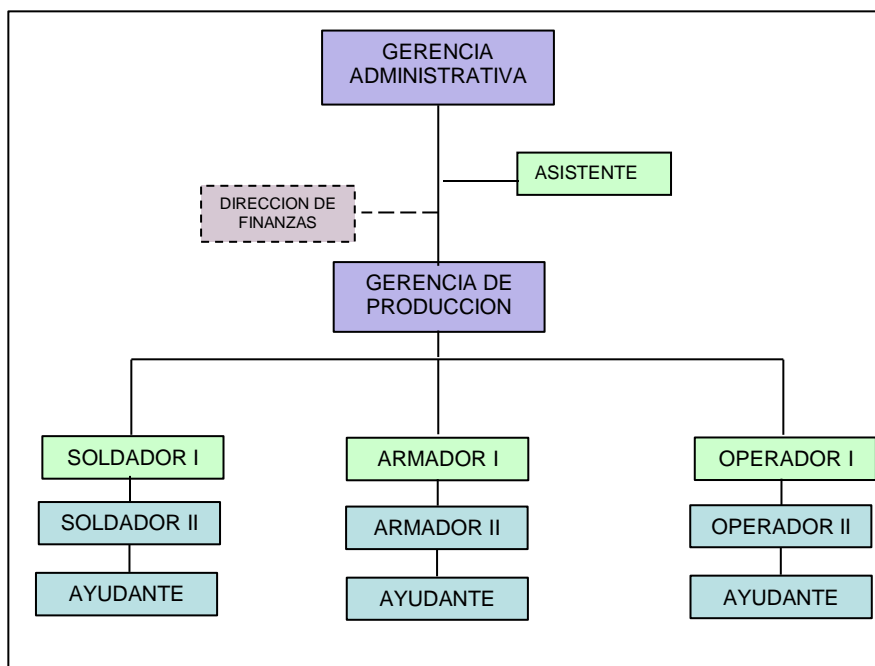 GERENCIA
ADMINISTRATIVA
ASISTENTE
DIRECCION DE
FINANZAS
GERENCIA DE
PRODUCCION
SOLDADOR I
ARMADOR I
OPERADOR I
SOLDADOR II
ARMADOR II
OPERADOR II
AYUDANTE
AYUDANTE
AYUDANTE